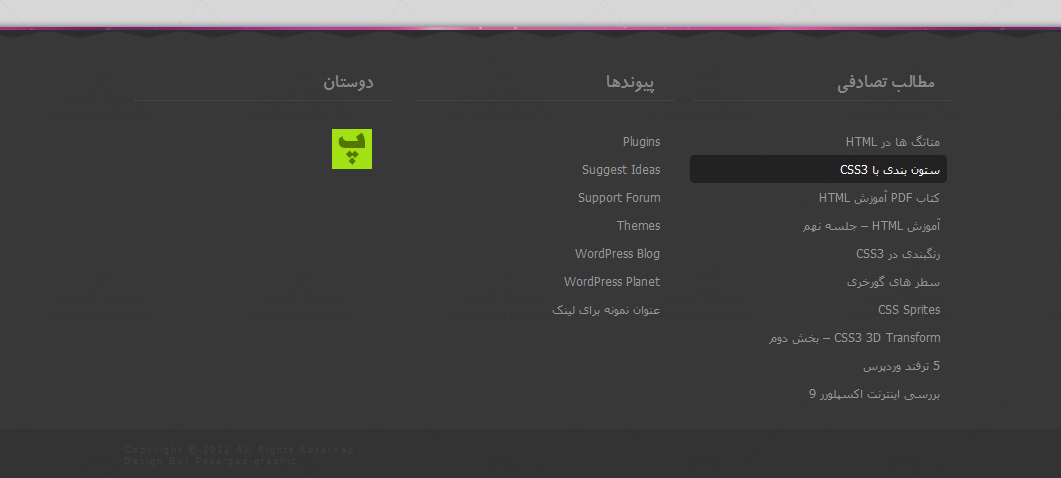 مطالب تصادفی
متاتگ ها در HTML
ستون بندی با CSS3
کتاب PDF آموزش HTML
آموزش HTML – جلسه نهم
رنگبندی در CSS3
سطر های گورخری
CSS Sprites
CSS3 3D Transform – بخش دوم
5 ترفند وردپرس
بررسی اینترنت اکسپلورر 9
پیوندها
Plugins
Suggest Ideas
Support Forum
Themes
WordPress Blog
WordPress Planet
عنوان نمونه برای لینک
دوستان
پ
Copyright © 2012 All Rights Reserved
Design By: Pasargad-graphic